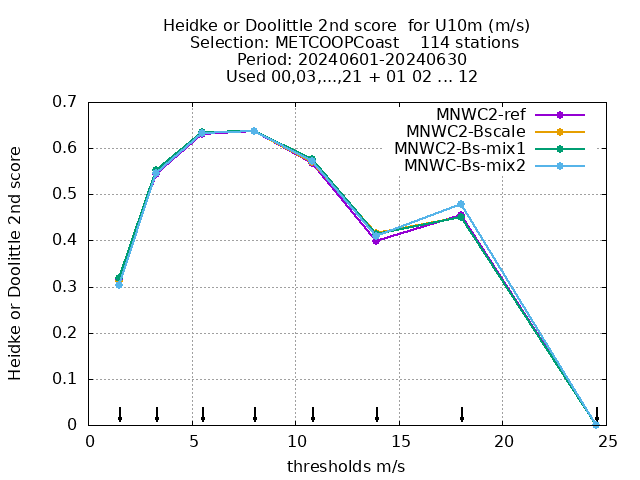 Heidke or Doolittle 2nd score  for U10m (m/s)
Selection: METCOOPCoast    114 stations
Period: 20240601-20240630
Used 00,03,...,21 + 01 02 ... 12
MNWC2-ref
MNWC2-Bscale
MNWC2-Bs-mix1
MNWC-Bs-mix2
Heidke or Doolittle 2nd score
0.7
0.6
0.5
0.4
0.3
0.2
0.1
0
0 5 10 15 20 25
thresholds m/s